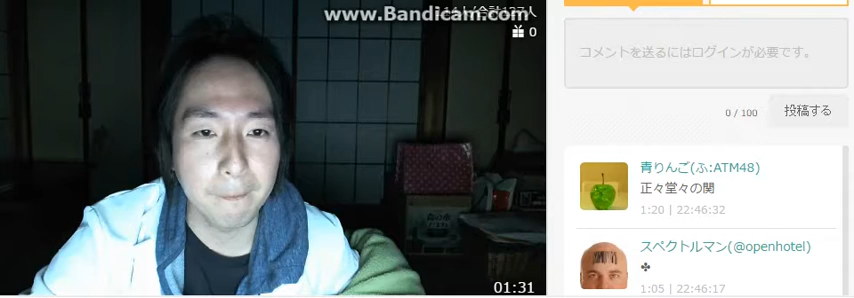 www.Bandicam.com
0
01:31
コメントを送るにはログインが必要です。
0 / 100
投稿する
青りんご(ふ:ATM48)
正々堂々の関
1:20 | 22:46:32
スペクトルマン(@openhotel)
✤
1:05 | 22:46:17